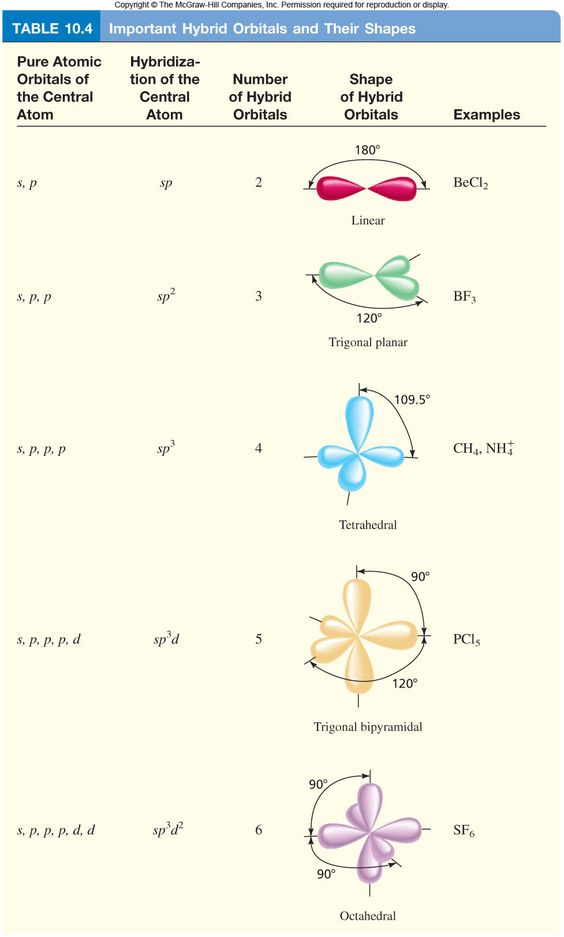 Copyright © The McGraw-Hill Companies, Inc. Permission required for reproduction or display.
TABLE 10.4 Important Hybrid Orbitals and Their Shapes
Pure Atomic Orbitals of the Central Atom
Hybridiza-tion of the Central Atom
Number of Hybrid Orbitals
Shape of Hybrid Orbitals
Examples
s, p sp 2 180° BeCl₂
Linear
s, p, p sp² 3 120° BF₃
Trigonal planar
s, p, p, p sp³ 4 109.5° CH₄, NH₄⁺
Tetrahedral
s, p, p, p, d sp³d 5 90° 120° PCl₅
Trigonal bipyramidal
s, p, p, p, d, d sp³d² 6 90° 90° SF₆
Octahedral